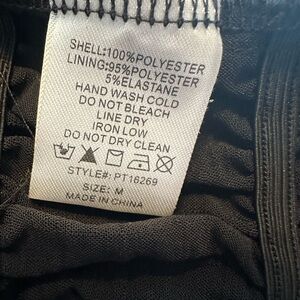 SHELL:100%POLYESTER
LINING:95%POLYESTER
5%ELASTANE
HAND WASH COLD
DO NOT BLEACH
LINE DRY
IRON LOW
DO NOT DRY CLEAN
STYLE#: PT16269
SIZE: M
MADE IN CHINA